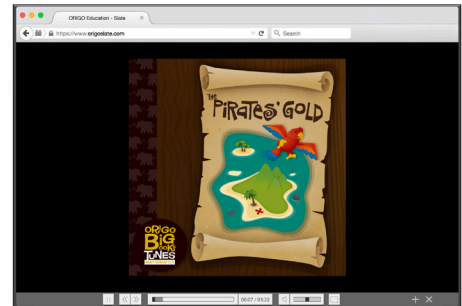 ORIGO Education - Slate
https://www.origoslate.com
Search
THE
PiRATES' GOLD
ORIGO
BIG
BOOK
TUNES
00:07 / 03:22